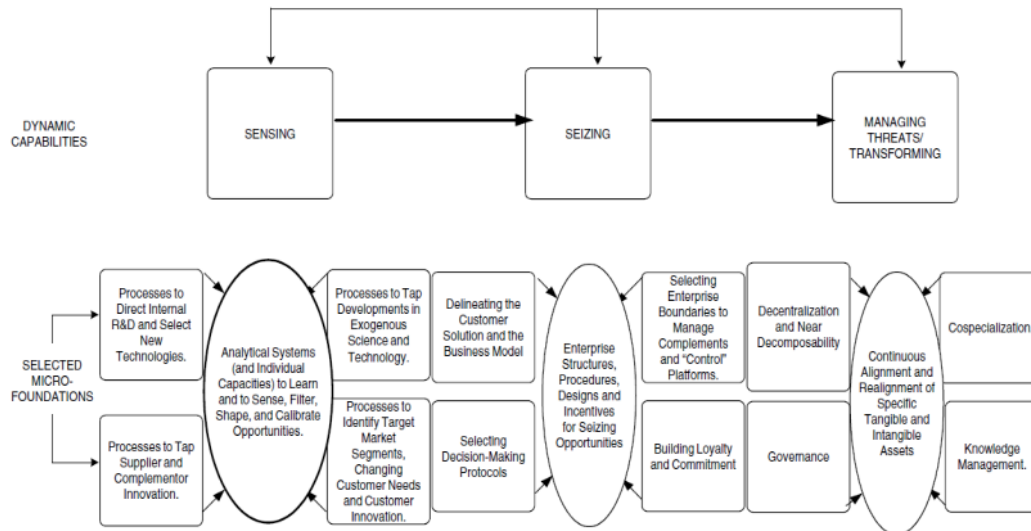 DYNAMIC
CAPABILITIES
SENSING
SEIZING
MANAGING
THREATS/
TRANSFORMING
SELECTED
MICRO-
FOUNDATIONS
Processes to
Direct Internal
R&D and Select
New
Technologies.
Processes to Tap
Supplier and
Complementor
Innovation.
Analytical Systems
(and Individual
Capacities) to Learn
and to Sense, Filter,
Shape, and Calibrate
Opportunities.
Processes to Tap
Developments in
Exogenous
Science and
Technology.
Processes to
Identify Target
Market
Segments,
Changing
Customer Needs
and Customer
Innovation.
Delineating the
Customer
Solution and the
Business Model
Selecting
Decision-Making
Protocols
Enterprise
Structures,
Procedures,
Designs and
Incentives
for Seizing
Opportunities
Selecting
Enterprise
Boundaries to
Manage
Complements
and “Control”
Platforms.
Building Loyalty
and Commitment
Decentralization
and Near
Decomposability
Governance
Continuous
Alignment and
Realignment of
Specific
Tangible and
Intangible
Assets
Cospecialization
Knowledge
Management.